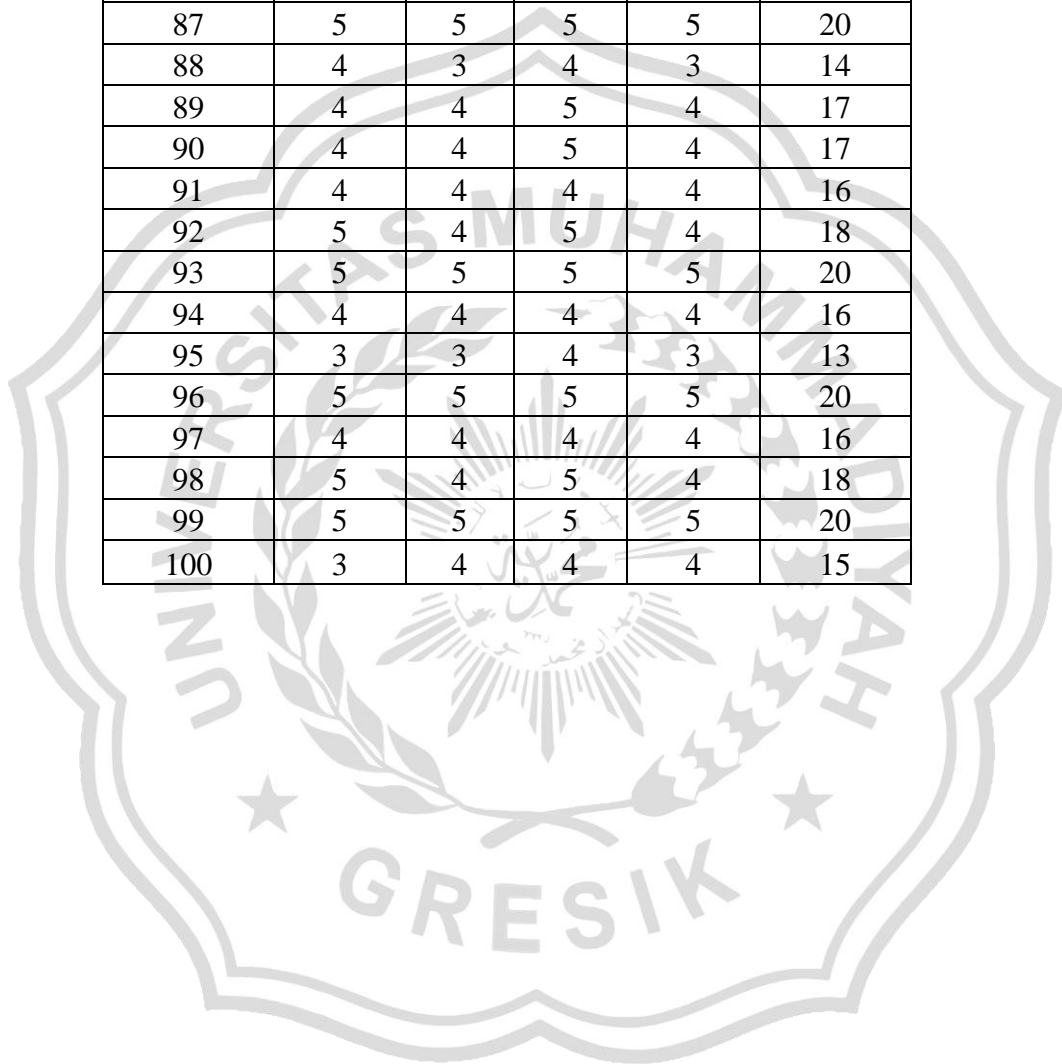 87 5 5 5 5 20
88 4 3 4 3 14
89 4 4 5 4 17
90 4 4 5 4 17
91 4 4 4 4 16
92 5 4 5 4 18
93 5 5 5 5 20
94 4 4 4 4 16
95 3 3 4 3 13
96 5 5 5 5 20
97 4 4 4 4 16
98 5 4 5 4 18
99 5 5 5 5 20
100 3 4 4 4 15
UNIVERSITAS MUHAMMADIYAH
GRESIK